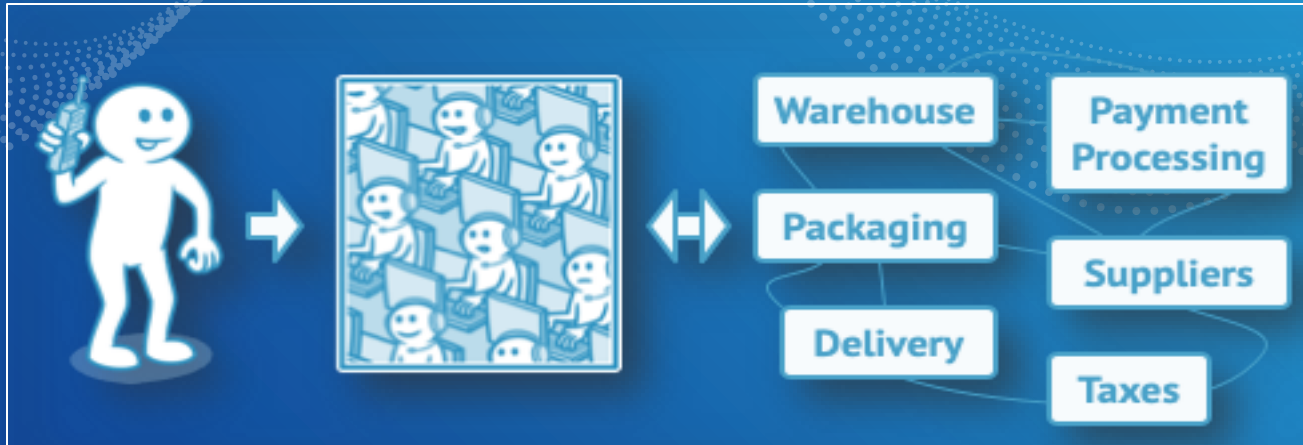 Warehouse
Payment
Processing
Packaging
Suppliers
Delivery
Taxes